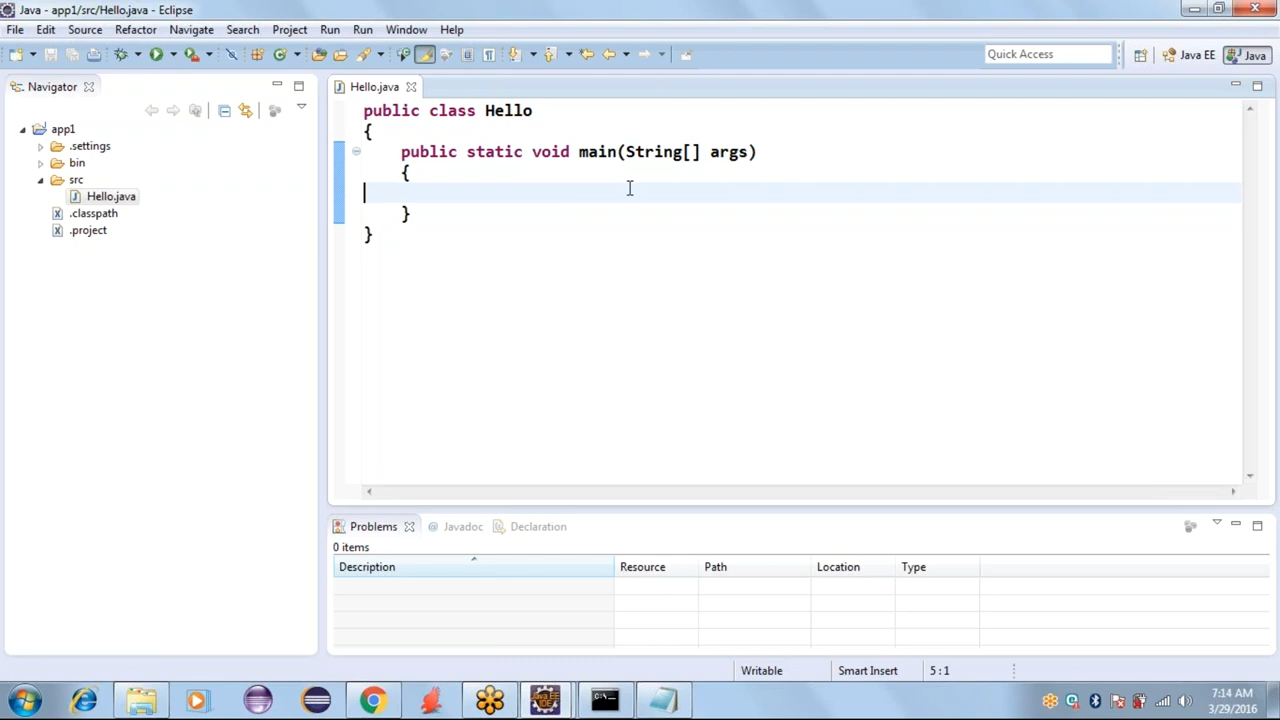 Java - app1/src/Hello.java - Eclipse
File Edit Source Refactor Navigate Search Project Run Run Window Help
Quick Access Java EE Java
Navigator
app1
.settings
bin
src
Hello.java
.classpath
.project
Hello.java
public class Hello
{
public static void main(String[] args)
{
}
}
Problems @ Javadoc Declaration
0 items
Description Resource Path Location Type
Writable Smart Insert 5 : 1
7:14 AM
3/29/2016